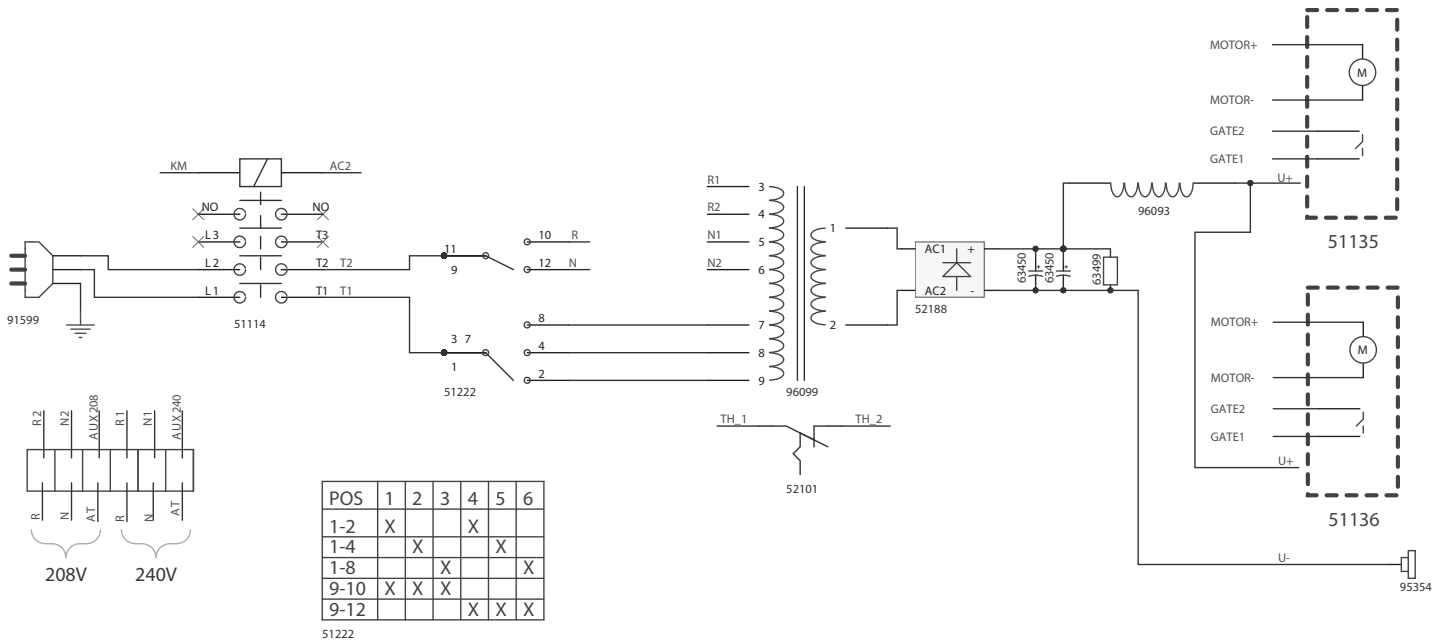 MOTOR+
M
MOTOR-
GATE2
GATE1
U+
96093
51135
KM
AC2
NO
NO
L3
T3
L2
T2
T2
L1
T1
T1
91599
51114
11
9
10
R
12
N
3 7
1
8
4
2
51222
R1
3
R2
4
N1
5
N2
6
7
8
9
1
2
96099
AC1
+
AC2
-
52188
63450
63450
63499
+
+
MOTOR+
M
MOTOR-
GATE2
GATE1
U+
51136
TH_1
TH_2
52101
R2
N2
AUX208
R1
N1
AUX240
R
N
AT
R
N
AT
208V
240V
POS 1 2 3 4 5 6
1-2 X X
1-4 X X
1-8 X X
9-10 X X X
9-12 X X X
51222
U-
95354